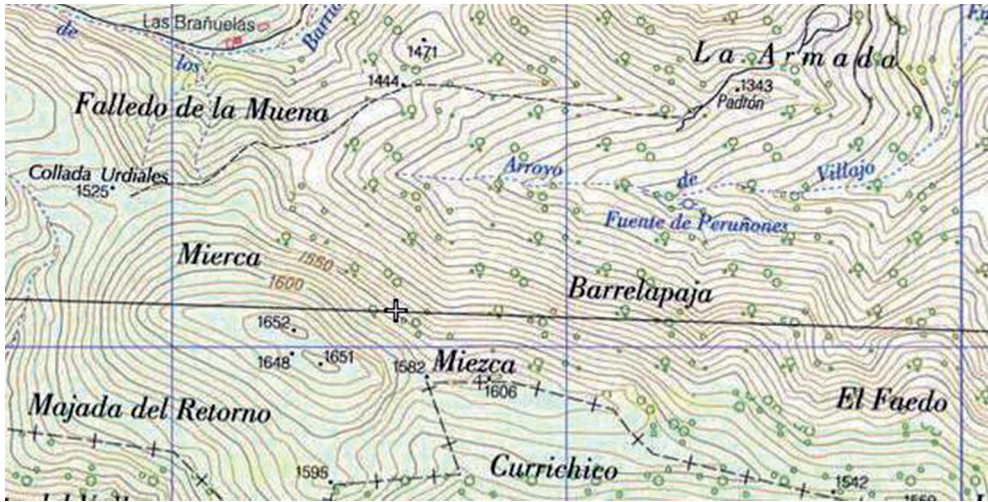 Las Brañuelas
de
los
1471
La Armada
1444
1343
Padrón
Falledo de la Muena
Collada Urdiales
1525
Arroyo
de
Villajo
Fuente de Peruñones
Mierca
1550
1600
Barrelapaja
1652
1648
1651
1582
Miezca
1606
Majada del Retorno
El Faedo
1595
Currichico
1542